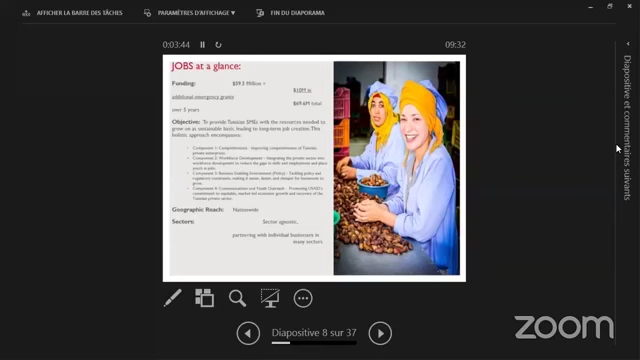 AFFICHER LA BARRE DES TÂCHES
PARAMÈTRES D'AFFICHAGE
FIN DU DIAPORAMA
0:03:44
09:32
JOBS at a glance:
Funding: $59.5 Million +
$10M in
additional emergency grants
$69.6M total
over 5 years
Objective: To provide Tunisian SMEs with the resources needed to
grow on as sustainable basis, leading to long-term job creation. This
holistic approach encompasses:
Component 1: Competitiveness - Improving competitiveness of Tunisian
private enterprises.
Component 2: Workforce Development – Integrating the private sector into
workforce development to reduce the gaps in skills and employment and place
youth in jobs.
Component 3: Business Enabling Environment (Policy) – Tackling policy and
regulatory constraints, making it easier, faster, and cheaper for businesses to
grow.
Component 4: Communications and Youth Outreach – Promoting USAID's
commitment to equitable, market-led economic growth and recovery of the
Tunisian private sector.
Geographic Reach: Nationwide
Sectors: Sector agnostic,
partnering with individual businesses in
many sectors
Diapositive et commentaires suivants
Diapositive 8 sur 37
zoom